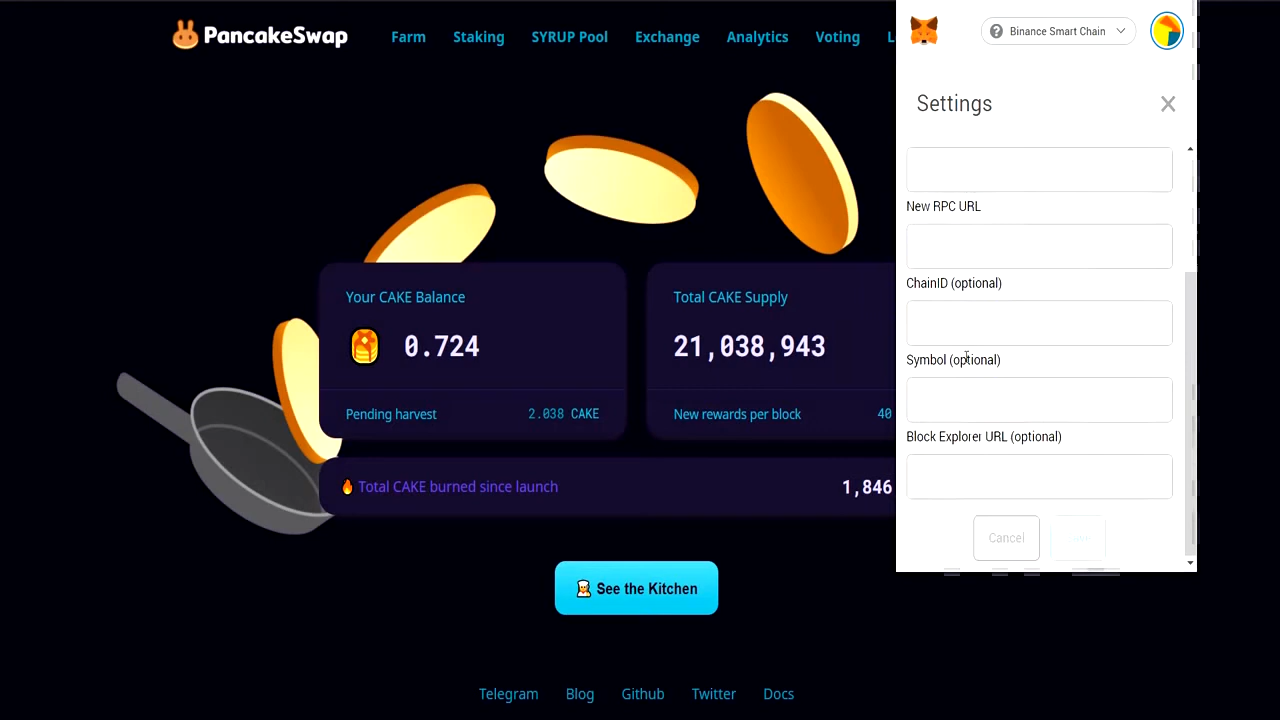 PancakeSwap
Farm
Staking
SYRUP Pool
Exchange
Analytics
Voting
L
Binance Smart Chain
Settings
New RPC URL
ChainID (optional)
Symbol (optional)
Block Explorer URL (optional)
Cancel
Your CAKE Balance
0.724
Pending harvest
2.038 CAKE
Total CAKE Supply
21,038,943
New rewards per block
40
Total CAKE burned since launch
1,846
See the Kitchen
Telegram
Blog
Github
Twitter
Docs